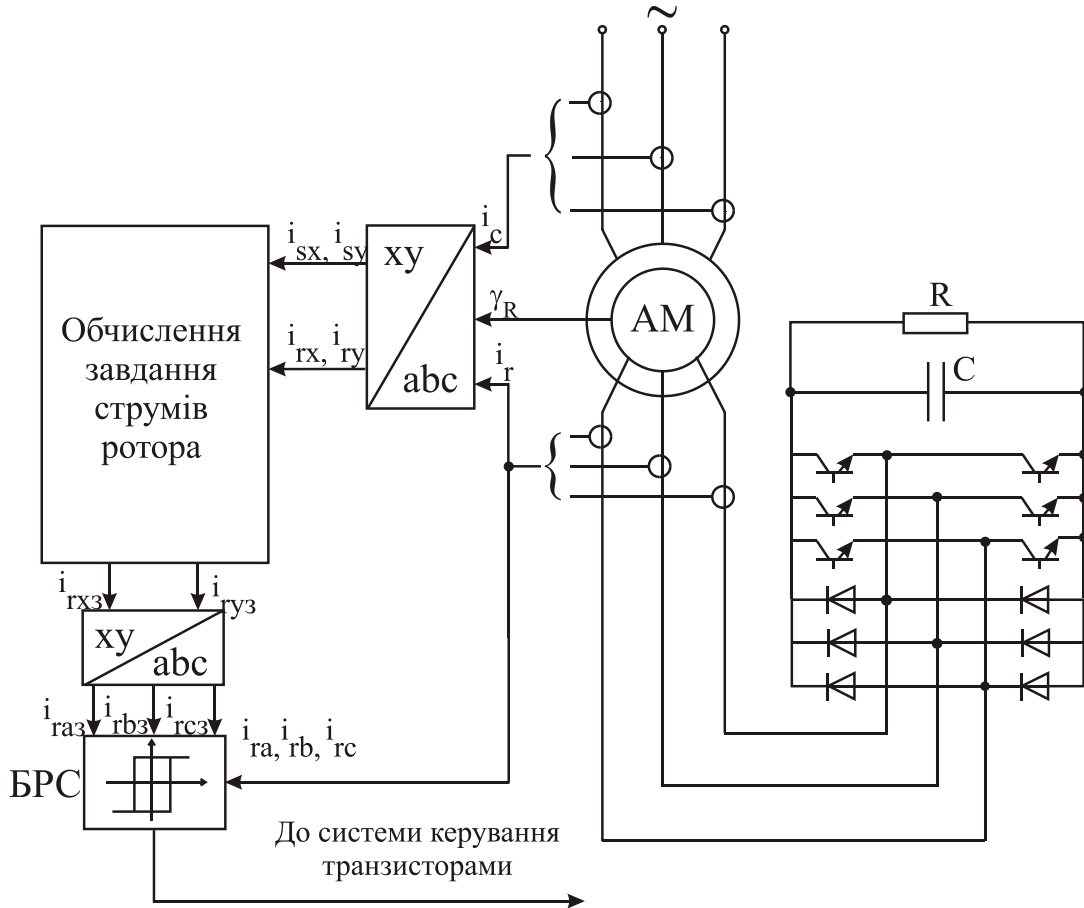 ~
i_c
i_sx, i_sy
xy
R
γ_R
AM
Обчислення
завдання
струмів
ротора
i_rx, i_ry
i_r
abc
C
i_rxз
i_ryз
xy
abc
i_raз
i_rbз
i_rcз
i_ra, i_rb, i_rc
БРС
До системи керування
транзисторами